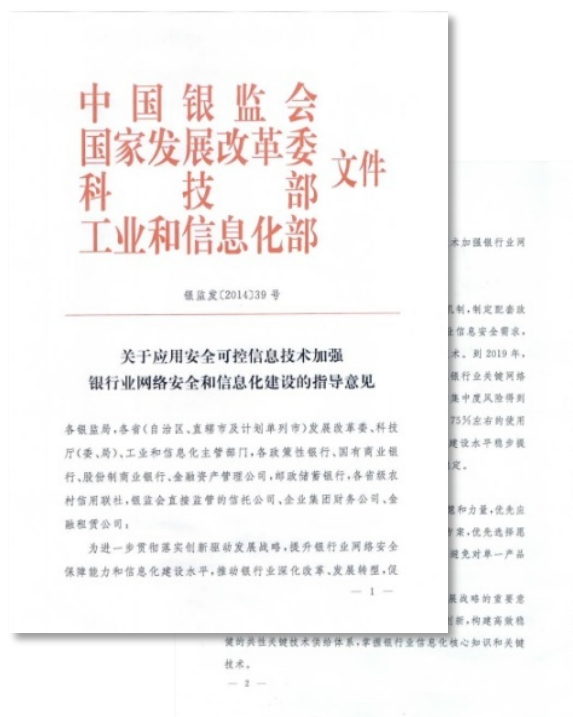 中国银监会
国家发展改革委
科技部
工业和信息化部
文件
银监发〔2014〕39号
关于应用安全可控信息技术加强
银行业网络安全和信息化建设的指导意见
各银监局,各省(自治区、直辖市及计划单列市)发展改革委、科技
厅(委、局)、工业和信息化主管部门,各政策性银行、国有商业银
行、股份制商业银行、金融资产管理公司,邮政储蓄银行,各省级农
村信用联社,银监会直接监管的信托公司、企业集团财务公司、金
融租赁公司:
为进一步贯彻落实创新驱动发展战略,提升银行业网络安全
保障能力和信息化建设水平,推动银行业深化改革、发展转型,促
— 1 —
术加强银行业网
机制,制定配套政
业信息安全需求,
术。到2019年,
银行业关键网络
集中度风险得到
75%左右的使用
建设水平稳步提
定。
和力量,优先应
方案,优先选择愿
避免对单一产品
展战略的重要意
创新,构建高效稳
健的共性关键技术供给体系,掌握银行业信息化核心知识和关键
技术。
— 2 —